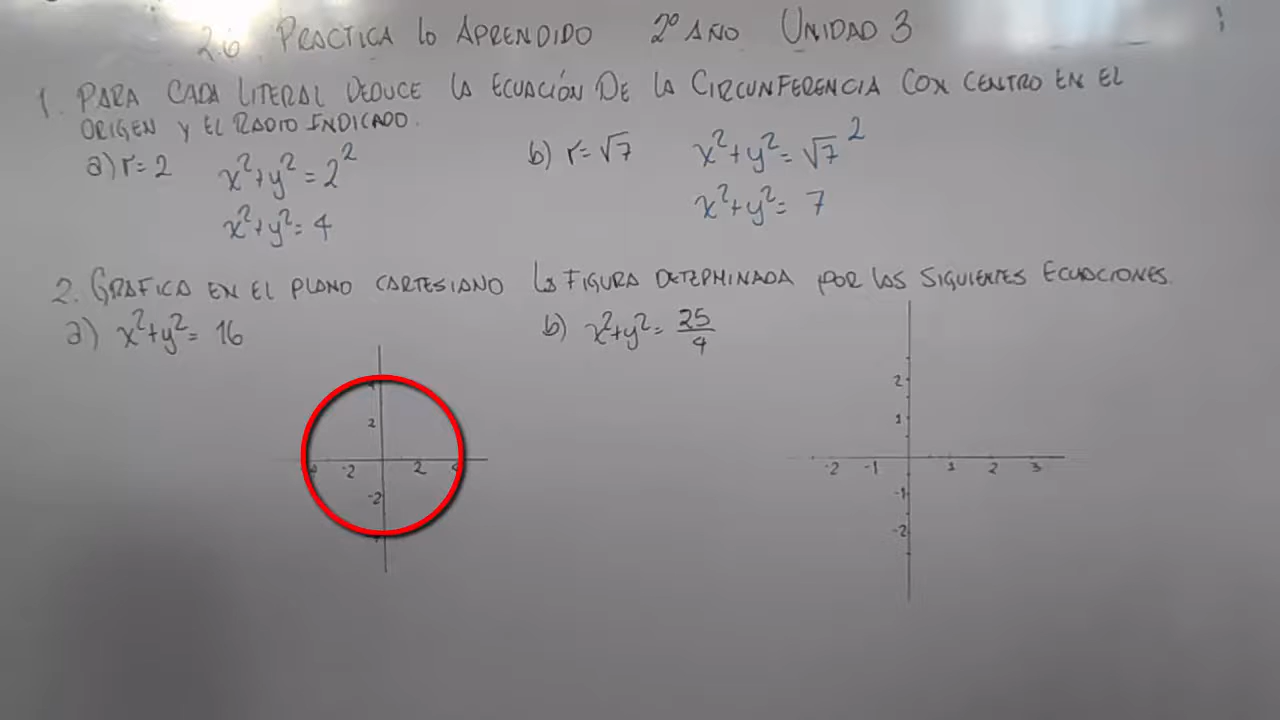 2.6 PRACTICA lo APRENDIDO 2º AÑO UNIDAD 3
1. PARA CADA LITERAL DEDUCE LA ECUACIÓN DE LA CIRCUNFERENCIA CON CENTRO EN EL
ORIGEN Y EL RADIO INDICADO.
a) r = 2 x² + y² = 2²
x² + y² = 4
b) r = √7 x² + y² = √7²
x² + y² = 7
2. GRAFICA EN EL PLANO CARTESIANO LA FIGURA DETERMINADA POR LAS SIGUIENTES ECUACIONES.
a) x² + y² = 16
4
2
-2 2 4
-2
b) x² + y² = 25/4
2
1
-2 -1 1 2 3
-1
-2